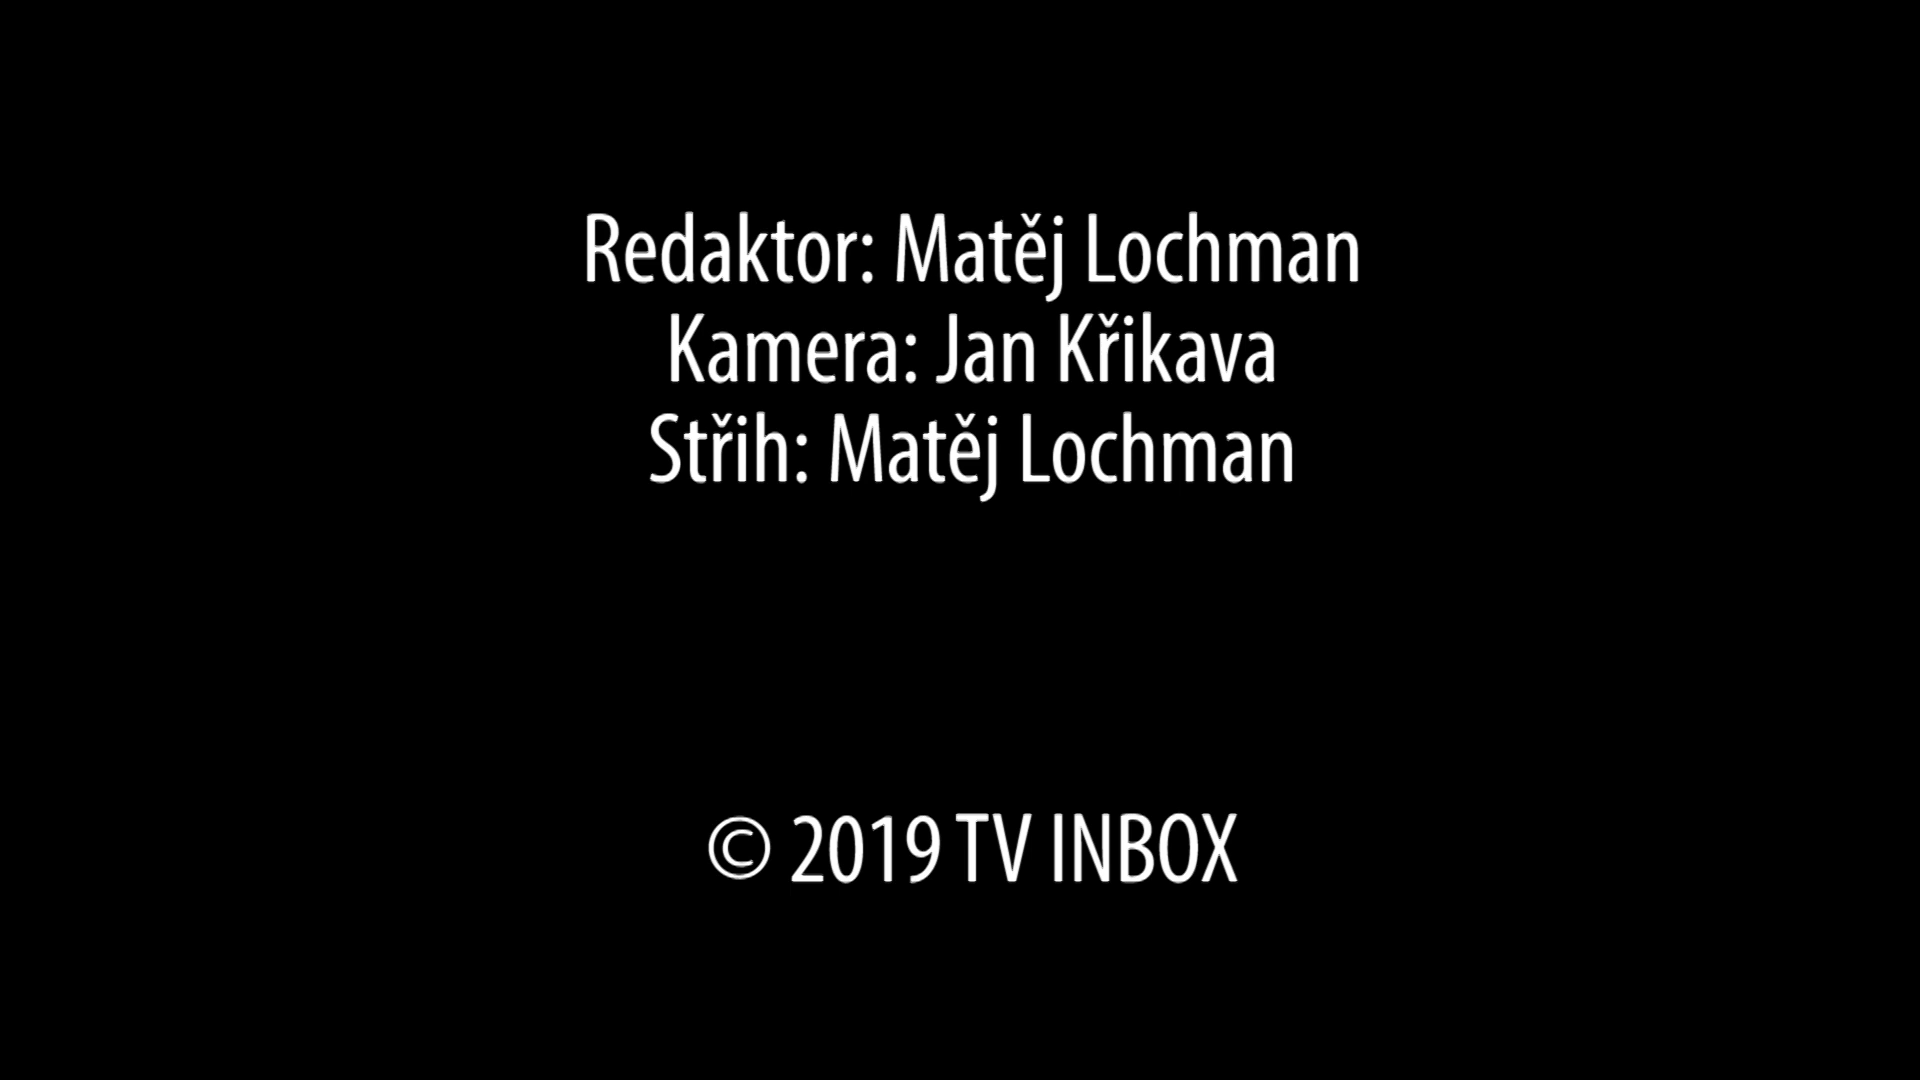 Redaktor: Matěj Lochman
Kamera: Jan Křikava
Střih: Matěj Lochman
© 2019 TV INBOX